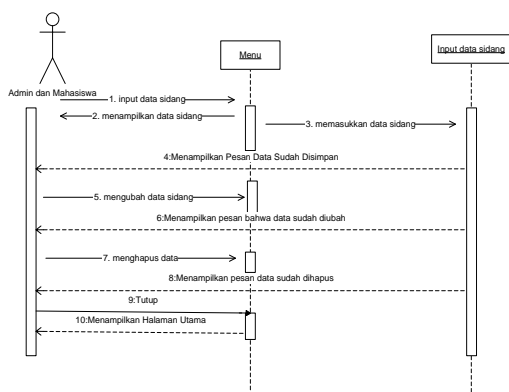 Menu
Input data sidang
Admin dan Mahasiswa
1. input data sidang
2. menampilkan data sidang
3. memasukkan data sidang
4:Menampilkan Pesan Data Sudah Disimpan
5. mengubah data sidang
6:Menampilkan pesan bahwa data sudah diubah
7. menghapus data
8:Menampilkan pesan data sudah dihapus
9:Tutup
10:Menampilkan Halaman Utama